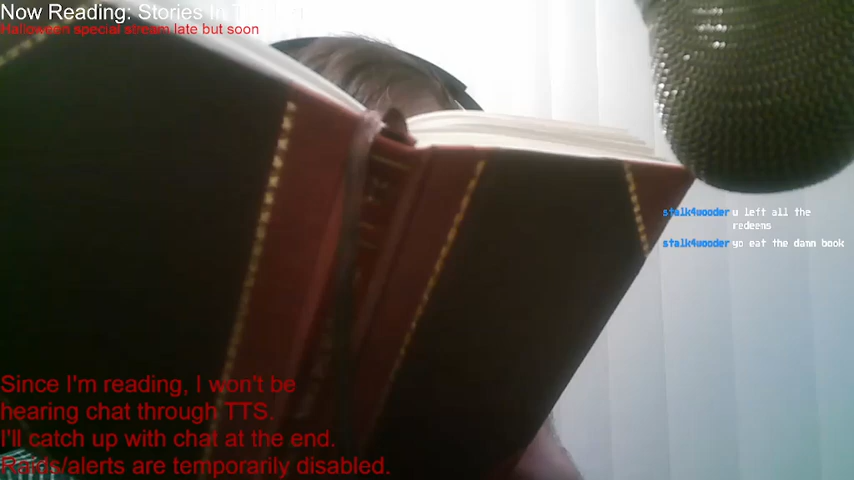 Now Reading: Stories In
Halloween special stream late but soon
stalk4wooder u left all the
redeems
stalk4wooder yo eat the damn book
Since I'm reading, I won't be
hearing chat through TTS.
I'll catch up with chat at the end.
Raids/alerts are temporarily disabled.